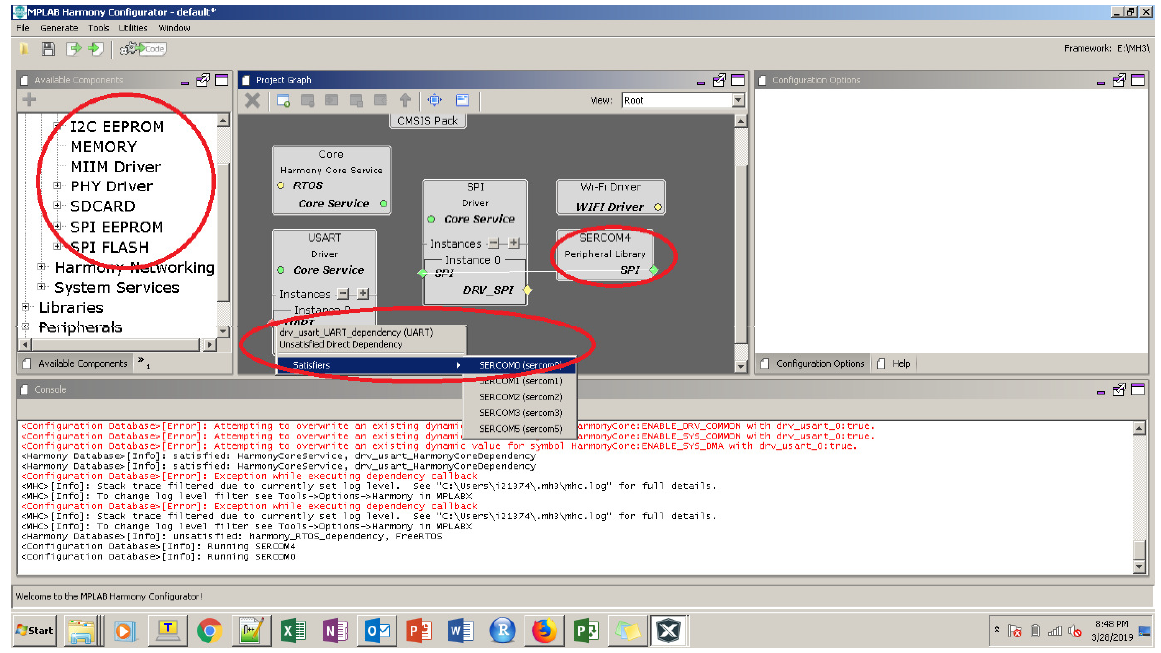 MPLAB Harmony Configurator - default*
File Generate Tools Utilities Window
Code
Framework: E:\MH3\
Available Components
I2C EEPROM
MEMORY
MIIM Driver
PHY Driver
SDCARD
SPI EEPROM
SPI FLASH
Harmony Networking
System Services
Libraries
Peripherals
Available Components
» 1
Project Graph
View: Root
CMSIS Pack
Core
Harmony Core Service
RTOS
Core Service
USART
Driver
Core Service
Instances
Instance 0
UART
SPI
Driver
Core Service
Instances
Instance 0
SPI
DRV_SPI
Wi-Fi Driver
WIFI Driver
SERCOM4
Peripheral Library
SPI
drv_usart_UART_dependency (UART)
Unsatisfied Direct Dependency
Satisfiers
SERCOM0 (sercom0)
SERCOM1 (sercom1)
SERCOM2 (sercom2)
SERCOM3 (sercom3)
SERCOM5 (sercom5)
Configuration Options
Configuration Options Help
Console
<Configuration Database>[Error]: Attempting to overwrite an existing dynamic HarmonyCore:ENABLE_DRV_COMMON with drv_usart_0:true.
<Configuration Database>[Error]: Attempting to overwrite an existing dynamic HarmonyCore:ENABLE_SYS_COMMON with drv_usart_0:true.
<Configuration Database>[Error]: Attempting to overwrite an existing dynamic value for symbol HarmonyCore:ENABLE_SYS_DMA with drv_usart_0:true.
<Harmony Database>[Info]: satisfied: HarmonyCoreService, drv_usart_HarmonyCoreDependency
<Harmony Database>[Info]: satisfied: HarmonyCoreService, drv_usart_HarmonyCoreDependency
<Configuration Database>[Error]: Exception while executing dependency callback
<MHC>[Info]: Stack trace filtered due to currently set log level. See "C:\Users\i21374\.mh3\mhc.log" for full details.
<MHC>[Info]: To change log level filter see Tools->Options->Harmony in MPLABX
<Configuration Database>[Error]: Exception while executing dependency callback
<MHC>[Info]: Stack trace filtered due to currently set log level. See "C:\Users\i21374\.mh3\mhc.log" for full details.
<MHC>[Info]: To change log level filter see Tools->Options->Harmony in MPLABX
<Harmony Database>[Info]: unsatisfied: harmony_RTOS_dependency, FreeRTOS
<Configuration Database>[Info]: Running SERCOM4
<Configuration Database>[Info]: Running SERCOM0
Welcome to the MPLAB Harmony Configurator!
Start
8:48 PM
3/28/2019